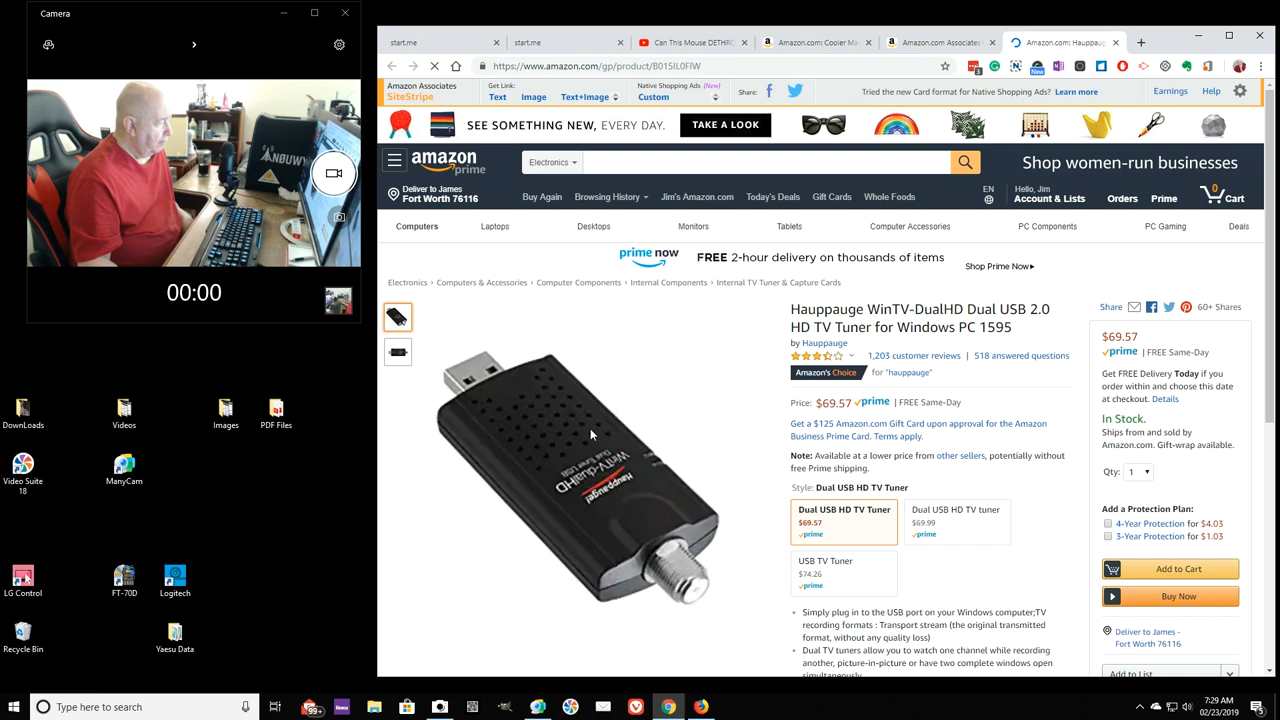 Camera
00:00
ANØUWY
DownLoads
Videos
Images
PDF Files
Video Suite
18
ManyCam
LG Control
FT-70D
Logitech
Recycle Bin
Yaesu Data
start.me
start.me
Can This Mouse DETHRO
Amazon.com: Cooler Ma
Amazon.com Associates
Amazon.com: Hauppaug
https://www.amazon.com/gp/product/B015IL0FIW
Amazon Associates
SiteStripe
Get Link:
Text Image Text+Image
Native Shopping Ads (New)
Custom
Share:
Tried the new Card format for Native Shopping Ads? Learn more
Earnings Help
SEE SOMETHING NEW, EVERY DAY. TAKE A LOOK
amazon
prime
Electronics
Shop women-run businesses
Deliver to James
Fort Worth 76116
Buy Again Browsing History Jim's Amazon.com Today's Deals Gift Cards Whole Foods
EN
Hello, Jim
Account & Lists
Orders Prime
0
Cart
Computers Laptops Desktops Monitors Tablets Computer Accessories PC Components PC Gaming Deals
prime now FREE 2-hour delivery on thousands of items Shop Prime Now
Electronics › Computers & Accessories › Computer Components › Internal Components › Internal TV Tuner & Capture Cards
Hauppauge!
WinTV-dualHD
Dual Tuner USB
Hauppauge WinTV-DualHD Dual USB 2.0
HD TV Tuner for Windows PC 1595
by Hauppauge
1,203 customer reviews | 518 answered questions
Amazon's Choice for "hauppauge"
Price: $69.57 prime | FREE Same-Day
Get a $125 Amazon.com Gift Card upon approval for the Amazon
Business Prime Card. Terms apply.
Note: Available at a lower price from other sellers, potentially without
free Prime shipping.
Style: Dual USB HD TV Tuner
Dual USB HD TV Tuner
$69.57
prime
Dual USB HD TV tuner
$69.99
prime
USB TV Tuner
$74.26
prime
Simply plug in to the USB port on your Windows computer;TV
recording formats : Transport stream (the original transmitted
format, without any quality loss)
Dual TV tuners allow you to watch one channel while recording
another, picture-in-picture or have two complete windows open
simultaneously
Share 60+ Shares
$69.57
prime | FREE Same-Day
Get FREE Delivery Today if you
order within and choose this date
at checkout. Details
In Stock.
Ships from and sold by
Amazon.com. Gift-wrap available.
Qty: 1
Add a Protection Plan:
4-Year Protection for $4.03
3-Year Protection for $1.03
Add to Cart
Buy Now
Deliver to James -
Fort Worth 76116
Add to List
Type here to search
99+
Roku
7:29 AM
02/23/2019